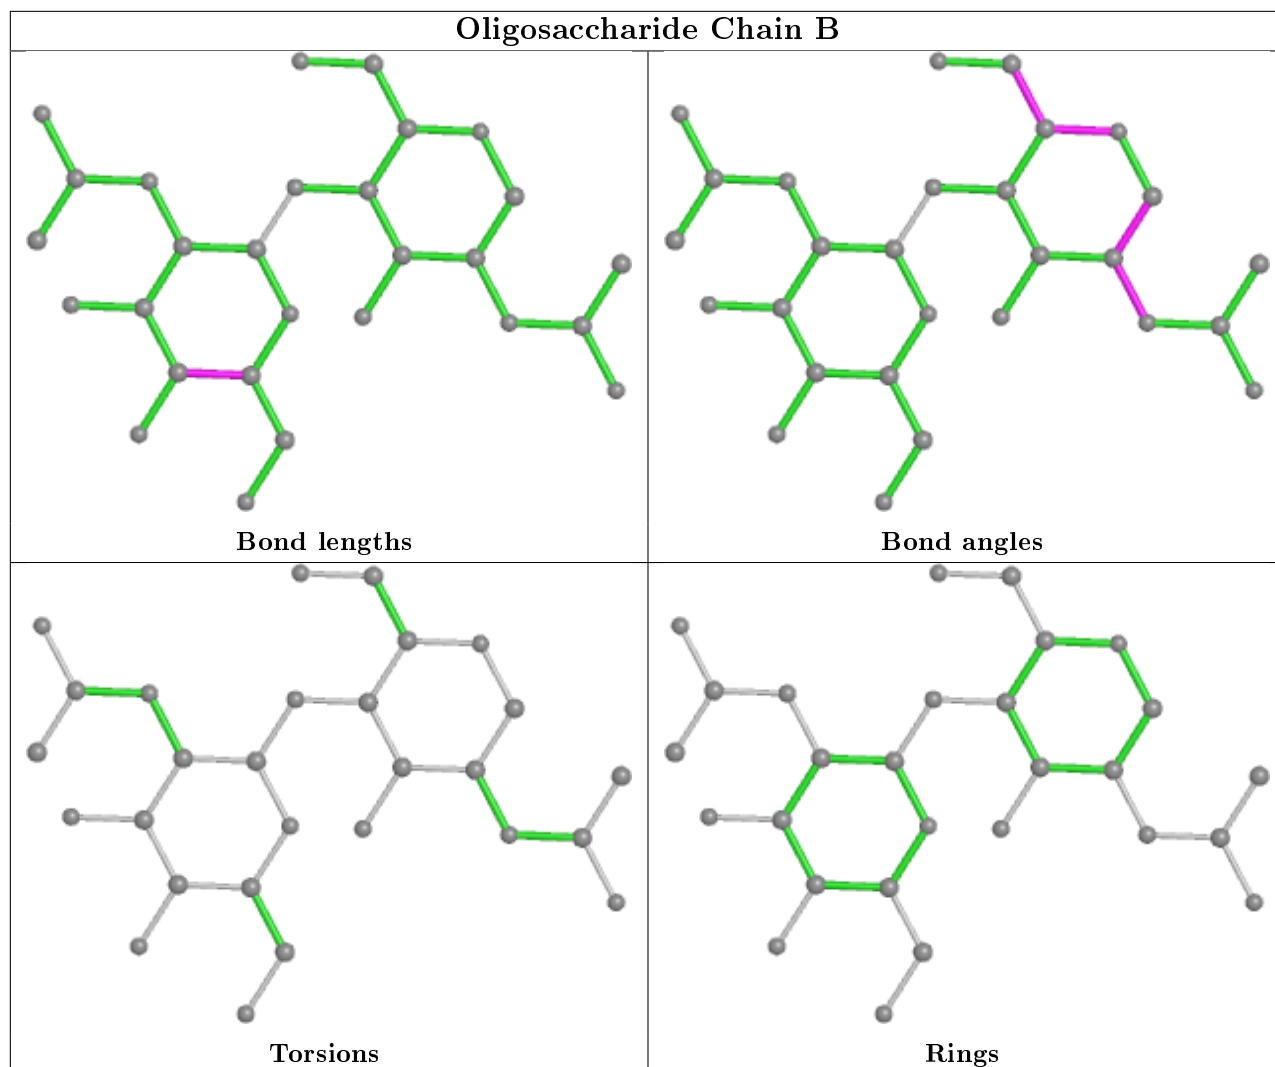 Oligosaccharide Chain B
Bond lengths
Bond angles
Torsions
Rings